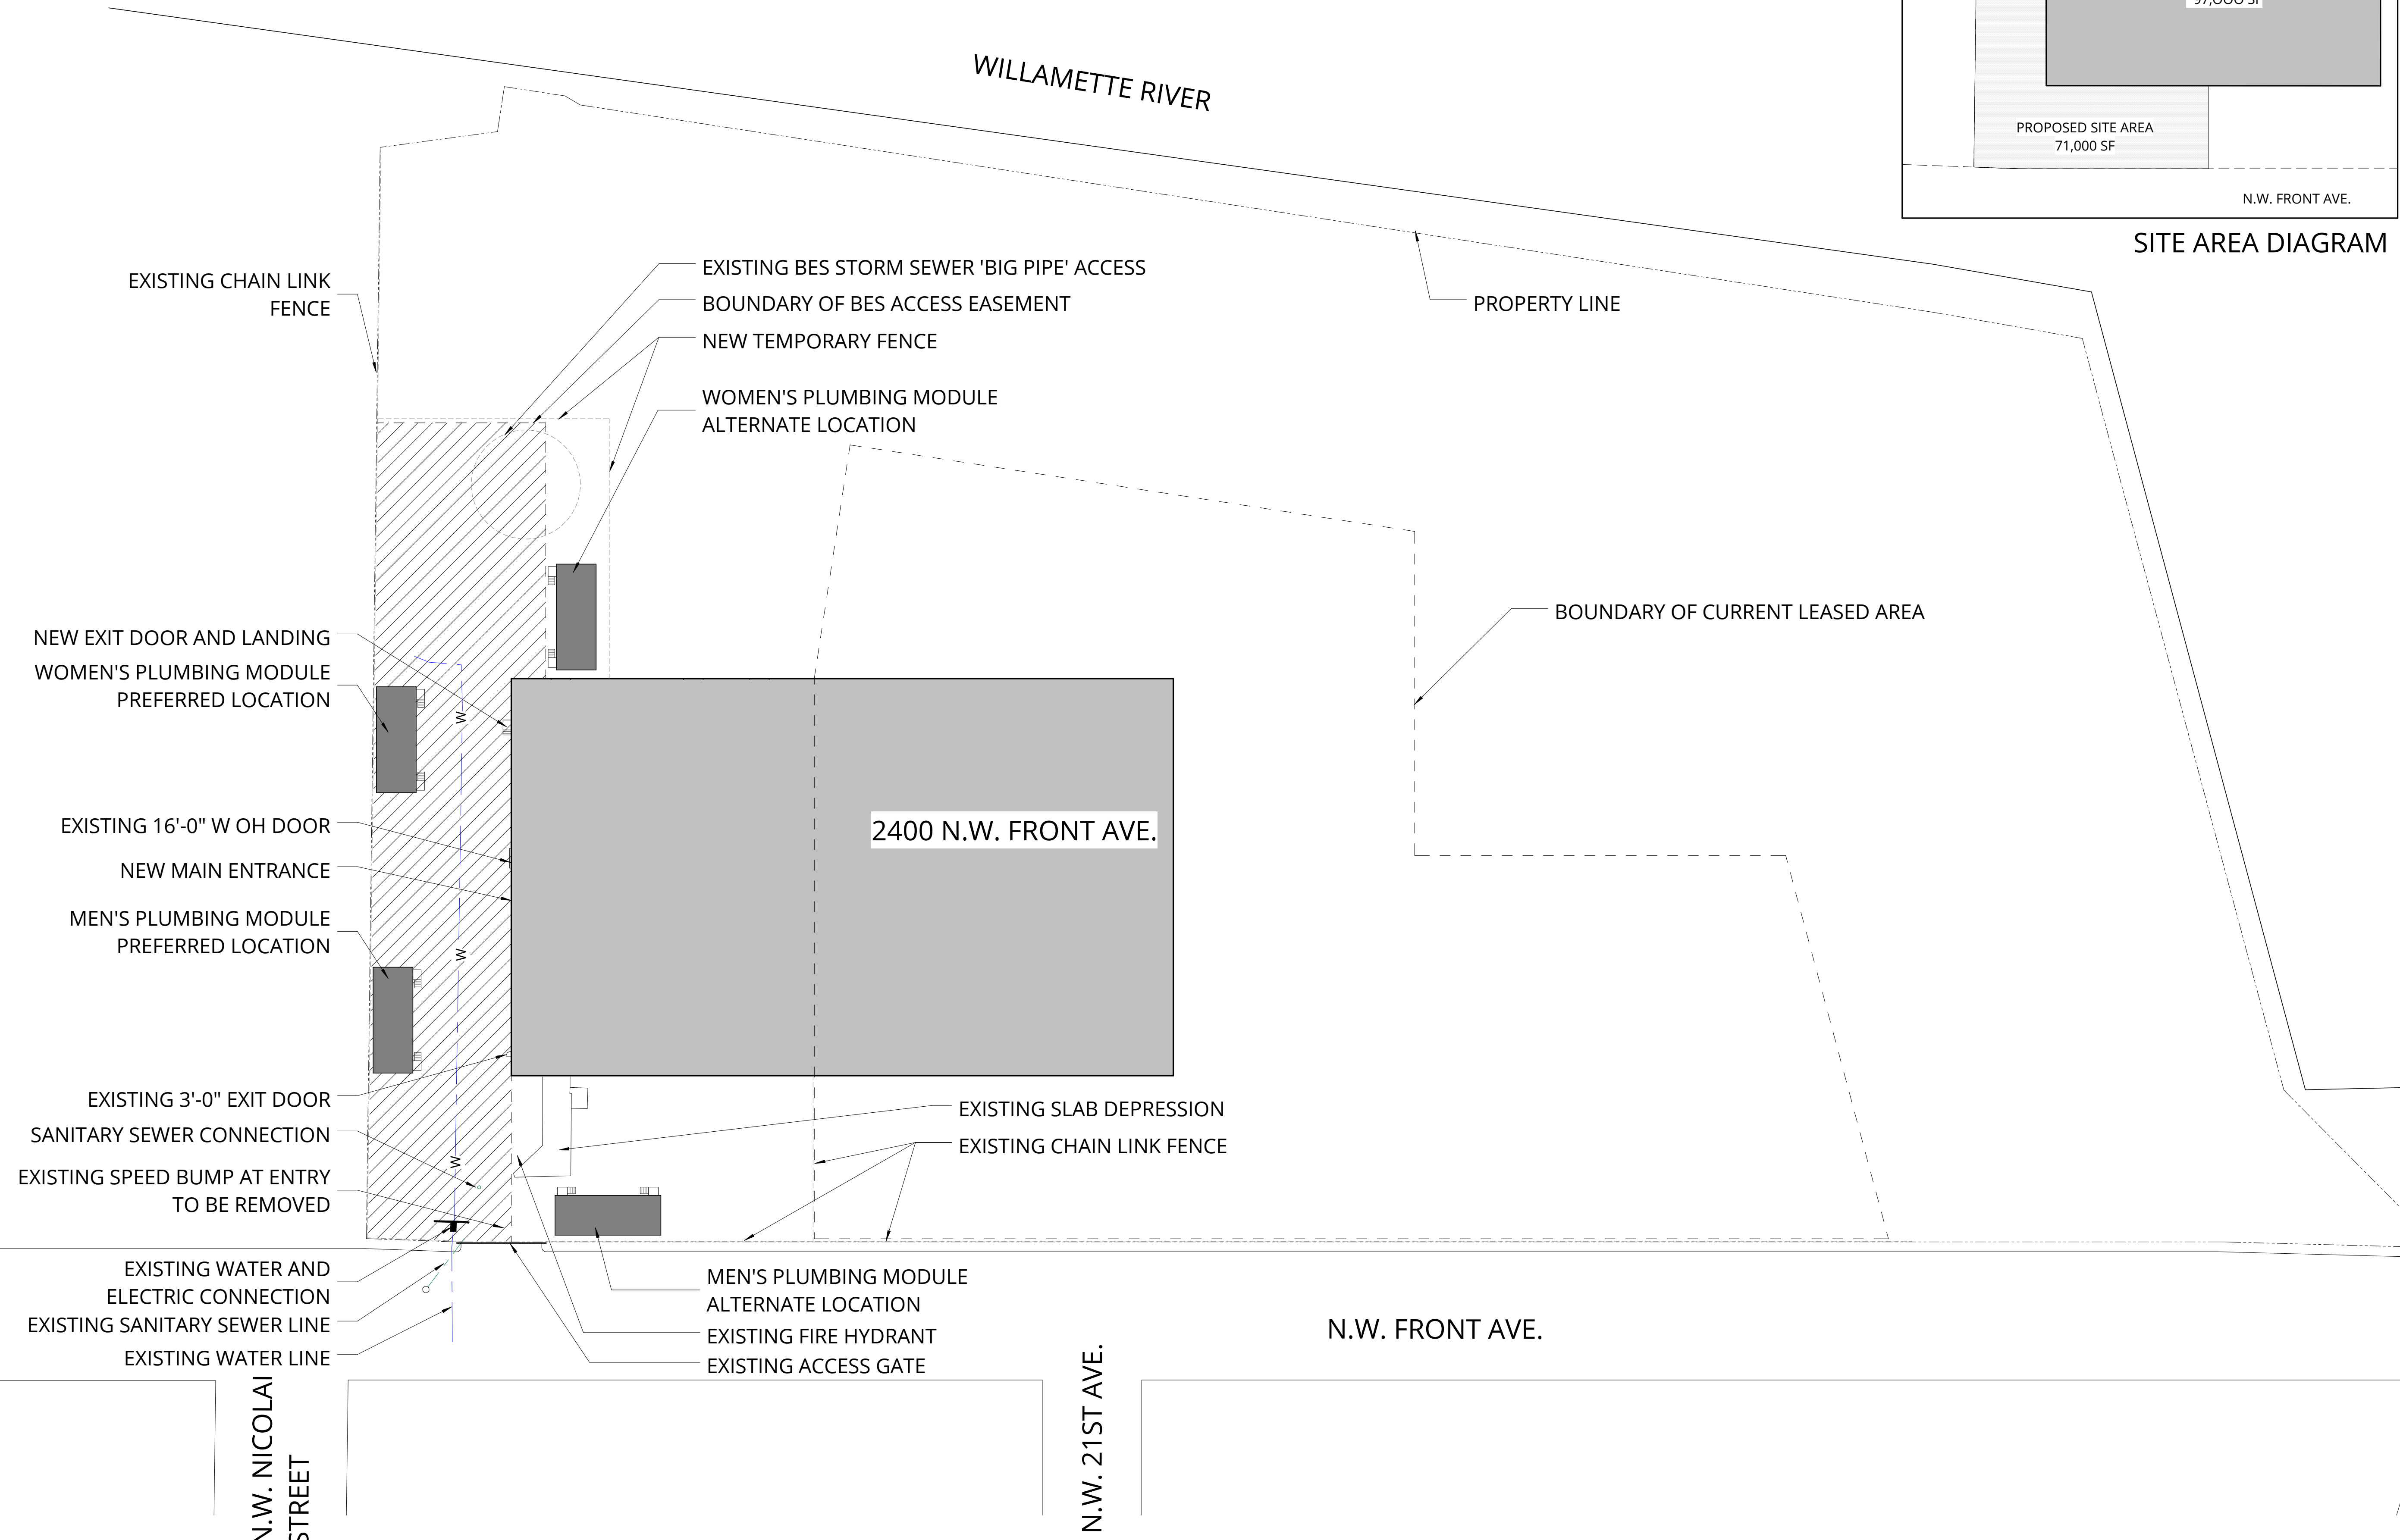 97,000 SF
WILLAMETTE RIVER
PROPOSED SITE AREA
71,000 SF
N.W. FRONT AVE.
SITE AREA DIAGRAM
EXISTING CHAIN LINK
FENCE
EXISTING BES STORM SEWER 'BIG PIPE' ACCESS
BOUNDARY OF BES ACCESS EASEMENT
NEW TEMPORARY FENCE
WOMEN'S PLUMBING MODULE
ALTERNATE LOCATION
PROPERTY LINE
BOUNDARY OF CURRENT LEASED AREA
NEW EXIT DOOR AND LANDING
WOMEN'S PLUMBING MODULE
PREFERRED LOCATION
W
EXISTING 16'-0" W OH DOOR
NEW MAIN ENTRANCE
2400 N.W. FRONT AVE.
MEN'S PLUMBING MODULE
PREFERRED LOCATION
W
EXISTING 3'-0" EXIT DOOR
SANITARY SEWER CONNECTION
W
EXISTING SPEED BUMP AT ENTRY
TO BE REMOVED
EXISTING SLAB DEPRESSION
EXISTING CHAIN LINK FENCE
EXISTING WATER AND
ELECTRIC CONNECTION
EXISTING SANITARY SEWER LINE
EXISTING WATER LINE
MEN'S PLUMBING MODULE
ALTERNATE LOCATION
EXISTING FIRE HYDRANT
EXISTING ACCESS GATE
N.W. FRONT AVE.
N.W. NICOLAI
STREET
N.W. 21ST AVE.